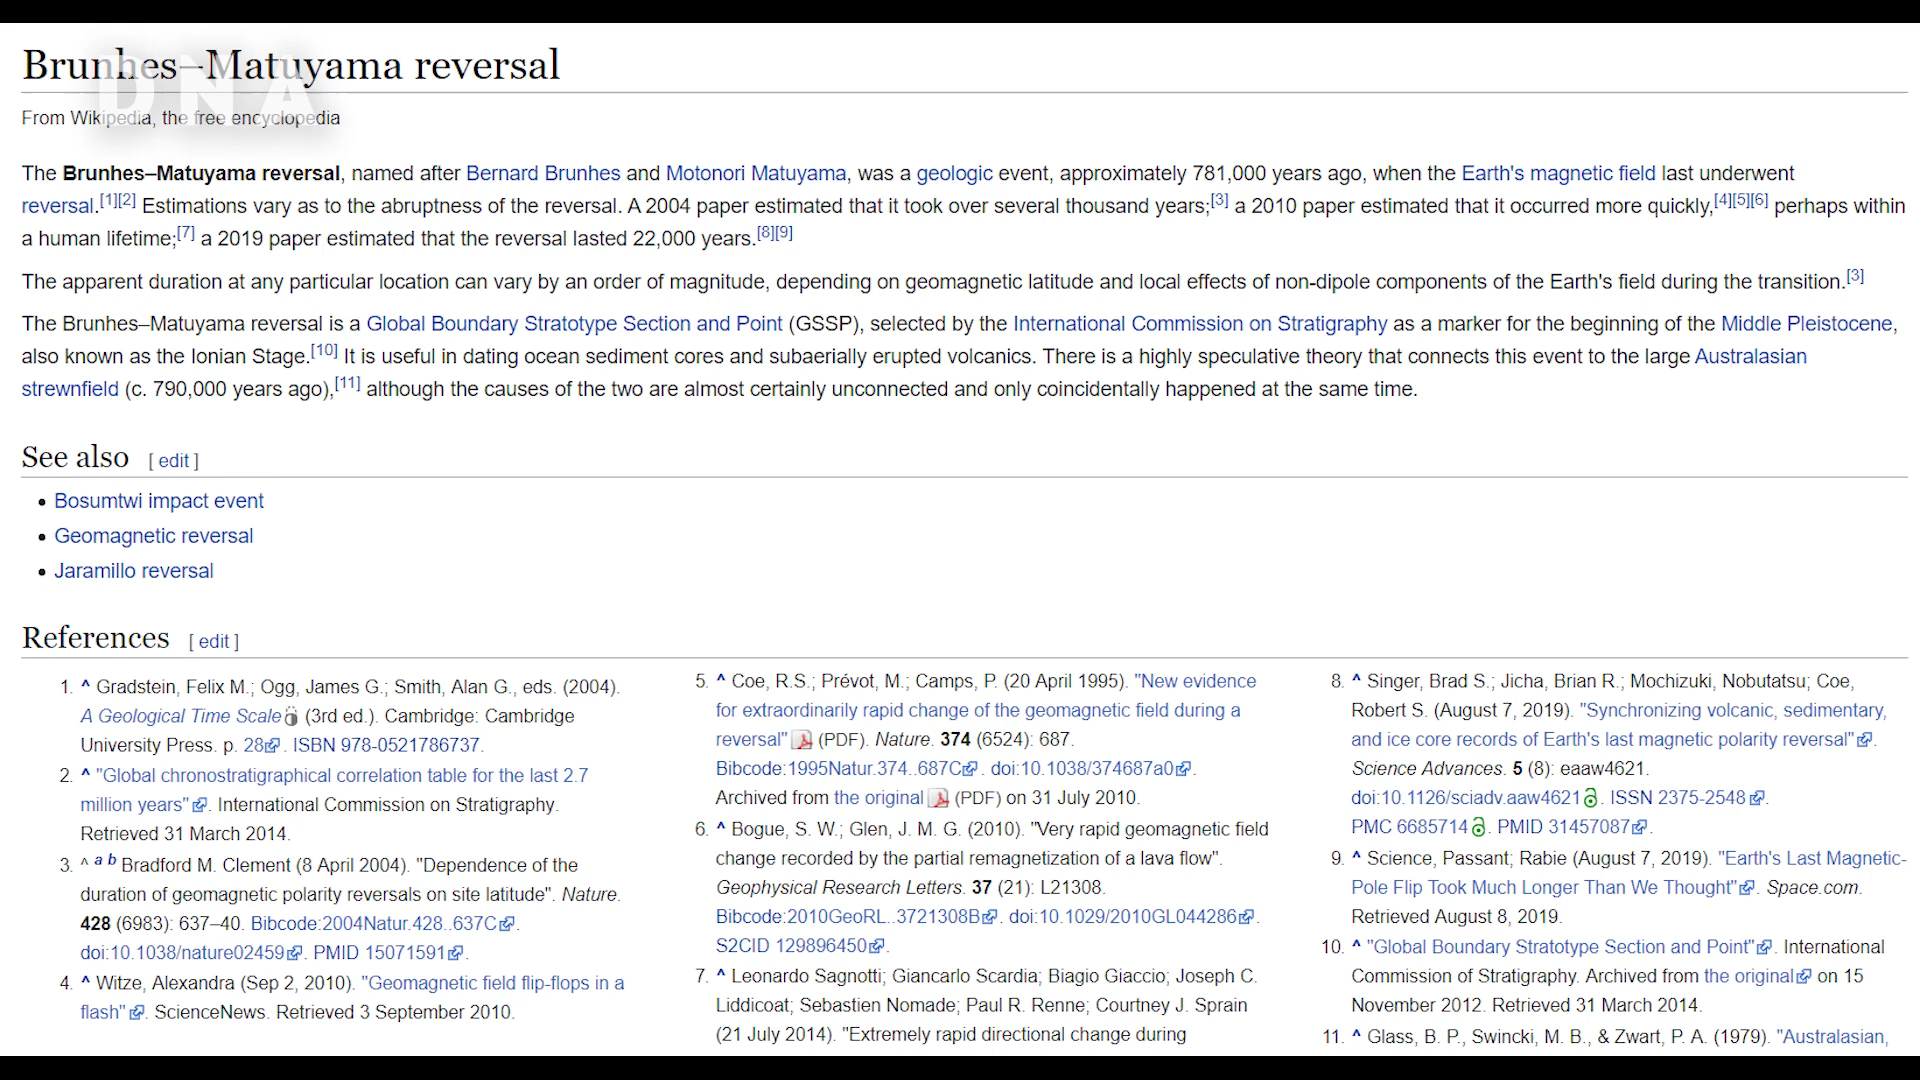 Brunhes–Matuyama reversal
DNA
From Wikipedia, the free encyclopedia
The Brunhes–Matuyama reversal, named after Bernard Brunhes and Motonori Matuyama, was a geologic event, approximately 781,000 years ago, when the Earth's magnetic field last underwent
reversal.[1][2] Estimations vary as to the abruptness of the reversal. A 2004 paper estimated that it took over several thousand years;[3] a 2010 paper estimated that it occurred more quickly,[4][5][6] perhaps within
a human lifetime;[7] a 2019 paper estimated that the reversal lasted 22,000 years.[8][9]
The apparent duration at any particular location can vary by an order of magnitude, depending on geomagnetic latitude and local effects of non-dipole components of the Earth's field during the transition.[3]
The Brunhes–Matuyama reversal is a Global Boundary Stratotype Section and Point (GSSP), selected by the International Commission on Stratigraphy as a marker for the beginning of the Middle Pleistocene,
also known as the Ionian Stage.[10] It is useful in dating ocean sediment cores and subaerially erupted volcanics. There is a highly speculative theory that connects this event to the large Australasian
strewnfield (c. 790,000 years ago),[11] although the causes of the two are almost certainly unconnected and only coincidentally happened at the same time.
See also [ edit ]
• Bosumtwi impact event
• Geomagnetic reversal
• Jaramillo reversal
References [ edit ]
1. ^ Gradstein, Felix M.; Ogg, James G.; Smith, Alan G., eds. (2004).
A Geological Time Scale (3rd ed.). Cambridge: Cambridge
University Press. p. 28. ISBN 978-0521786737.
2. ^ "Global chronostratigraphical correlation table for the last 2.7
million years". International Commission on Stratigraphy.
Retrieved 31 March 2014.
3. ^ a b Bradford M. Clement (8 April 2004). "Dependence of the
duration of geomagnetic polarity reversals on site latitude". Nature.
428 (6983): 637–40. Bibcode:2004Natur.428..637C.
doi:10.1038/nature02459. PMID 15071591.
4. ^ Witze, Alexandra (Sep 2, 2010). "Geomagnetic field flip-flops in a
flash". ScienceNews. Retrieved 3 September 2010.
5. ^ Coe, R.S.; Prévot, M.; Camps, P. (20 April 1995). "New evidence
for extraordinarily rapid change of the geomagnetic field during a
reversal" (PDF). Nature. 374 (6524): 687.
Bibcode:1995Natur.374..687C. doi:10.1038/374687a0.
Archived from the original (PDF) on 31 July 2010.
6. ^ Bogue, S. W.; Glen, J. M. G. (2010). "Very rapid geomagnetic field
change recorded by the partial remagnetization of a lava flow".
Geophysical Research Letters. 37 (21): L21308.
Bibcode:2010GeoRL..3721308B. doi:10.1029/2010GL044286.
S2CID 129896450.
7. ^ Leonardo Sagnotti; Giancarlo Scardia; Biagio Giaccio; Joseph C.
Liddicoat; Sebastien Nomade; Paul R. Renne; Courtney J. Sprain
(21 July 2014). "Extremely rapid directional change during
8. ^ Singer, Brad S.; Jicha, Brian R.; Mochizuki, Nobutatsu; Coe,
Robert S. (August 7, 2019). "Synchronizing volcanic, sedimentary,
and ice core records of Earth's last magnetic polarity reversal".
Science Advances. 5 (8): eaaw4621.
doi:10.1126/sciadv.aaw4621. ISSN 2375-2548.
PMC 6685714. PMID 31457087.
9. ^ Science, Passant; Rabie (August 7, 2019). "Earth's Last Magnetic-
Pole Flip Took Much Longer Than We Thought". Space.com.
Retrieved August 8, 2019.
10. ^ "Global Boundary Stratotype Section and Point". International
Commission of Stratigraphy. Archived from the original on 15
November 2012. Retrieved 31 March 2014.
11. ^ Glass, B. P., Swincki, M. B., & Zwart, P. A. (1979). "Australasian,